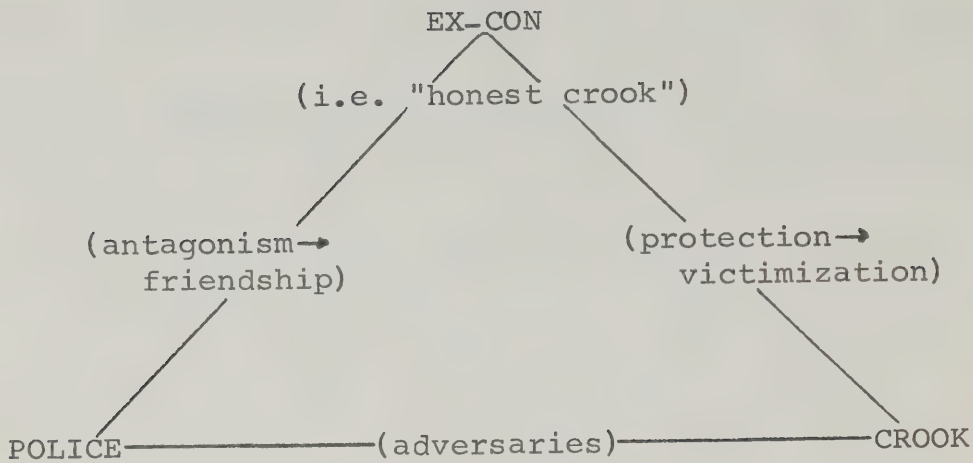 EX-CON
(i.e. "honest crook")
(antagonism→
friendship)
(protection→
victimization)
POLICE
(adversaries)
CROOK